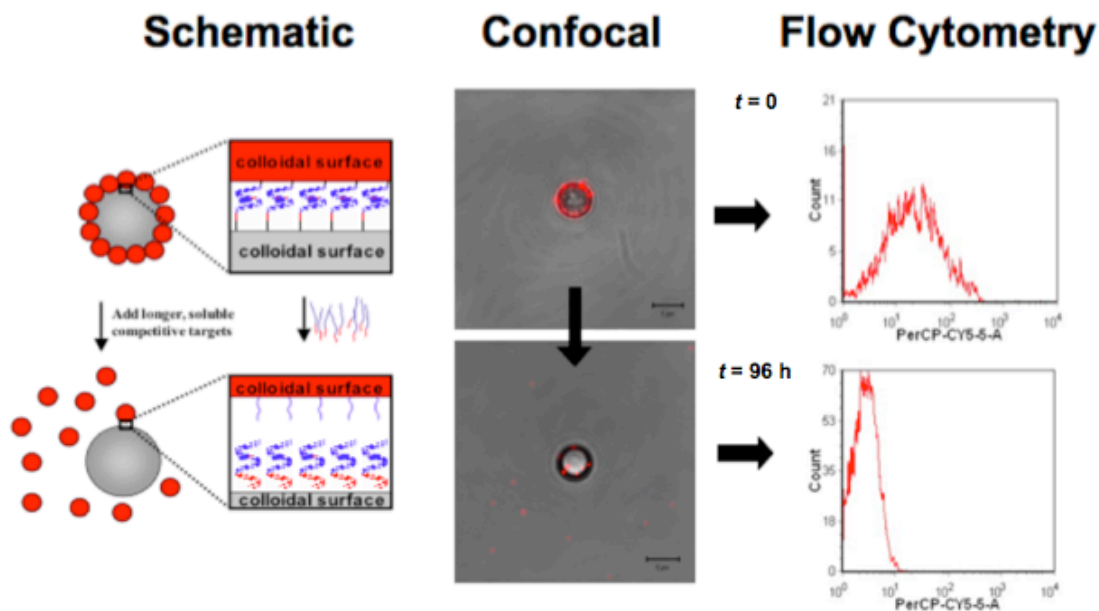 Schematic
Confocal
Flow Cytometry
colloidal surface
colloidal surface
Add longer, soluble
competitive targets
colloidal surface
colloidal surface
t = 0
21
16
11
5
0
10⁰ 10¹ 10² 10³ 10⁴
Count
PerCP-CY5-5-A
t = 96 h
70
53
35
18
0
10⁰ 10¹ 10² 10³ 10⁴
Count
PerCP-CY5-5-A